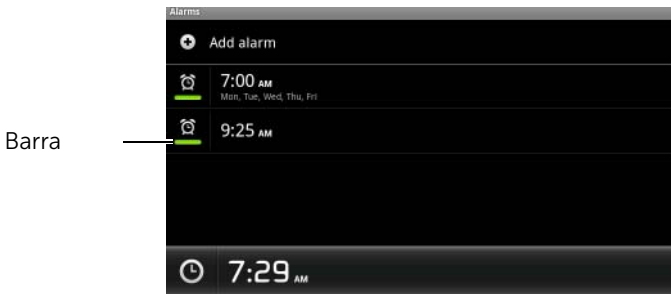 Alarms
Add alarm
7:00 AM
Mon, Tue, Wed, Thu, Fri
Barra
9:25 AM
7:29 AM